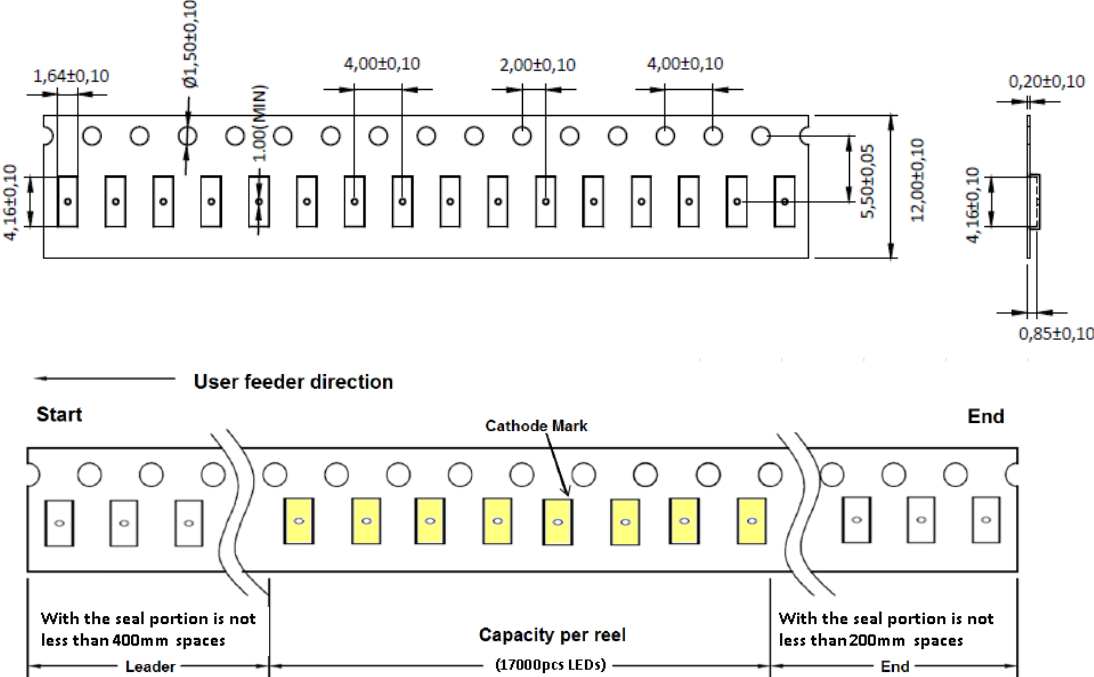 Ø1,50±0,10
1,64±0,10
4,00±0,10
2,00±0,10
4,00±0,10
0,20±0,10
1.00(MIN)
4,16±0,10
5,50±0,05
12,00±0,10
4,16±0,10
0,85±0,10
User feeder direction
Start
End
Cathode Mark
With the seal portion is not
less than 400mm spaces
Capacity per reel
With the seal portion is not
less than 200mm spaces
Leader
(17000pcs LEDs)
End